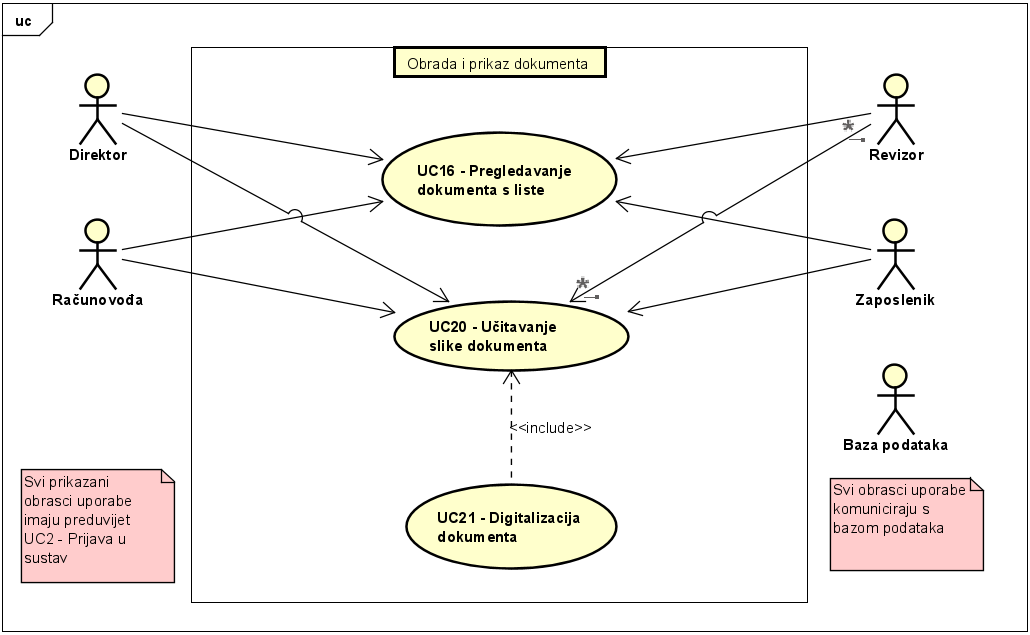 uc
Obrada i prikaz dokumenta
Direktor
Revizor
UC16 - Pregledavanje
dokumenta s liste
*
Računovođa
Zaposlenik
*
UC20 - Učitavanje
slike dokumenta
<<include>>
Baza podataka
Svi prikazani
obrasci uporabe
imaju preduvijet
UC2 - Prijava u
sustav
Svi obrasci uporabe
komuniciraju s
bazom podataka
UC21 - Digitalizacija
dokumenta